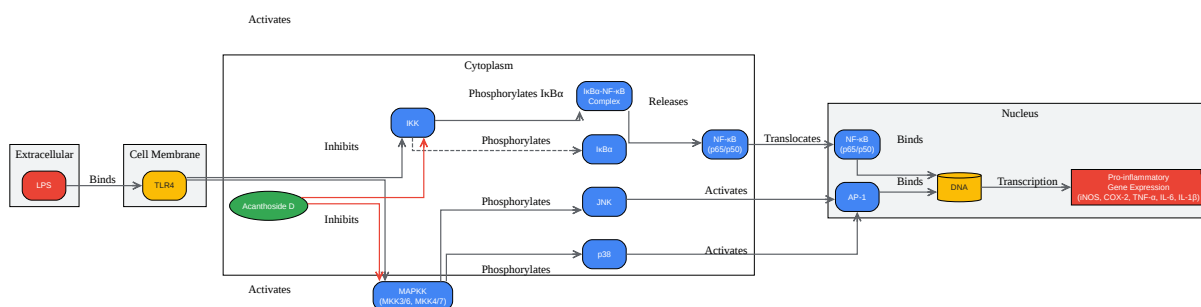 Activates
Cytoplasm
Phosphorylates IκBα
IκBα-NF-κB
Complex
Releases
IKK
Inhibits
Phosphorylates
IκBα
NF-κB
(p65/p50)
Translocates
Nucleus
NF-κB
(p65/p50)
Binds
Extracellular
LPS
Binds
Cell Membrane
TLR4
Acanthoside D
Inhibits
Phosphorylates
JNK
Activates
AP-1
Binds
DNA
Transcription
Pro-inflammatory
Gene Expression
(iNOS, COX-2, TNF-α, IL-6, IL-1β)
p38
Activates
Phosphorylates
Activates
MAPKK
(MKK3/6, MKK4/7)